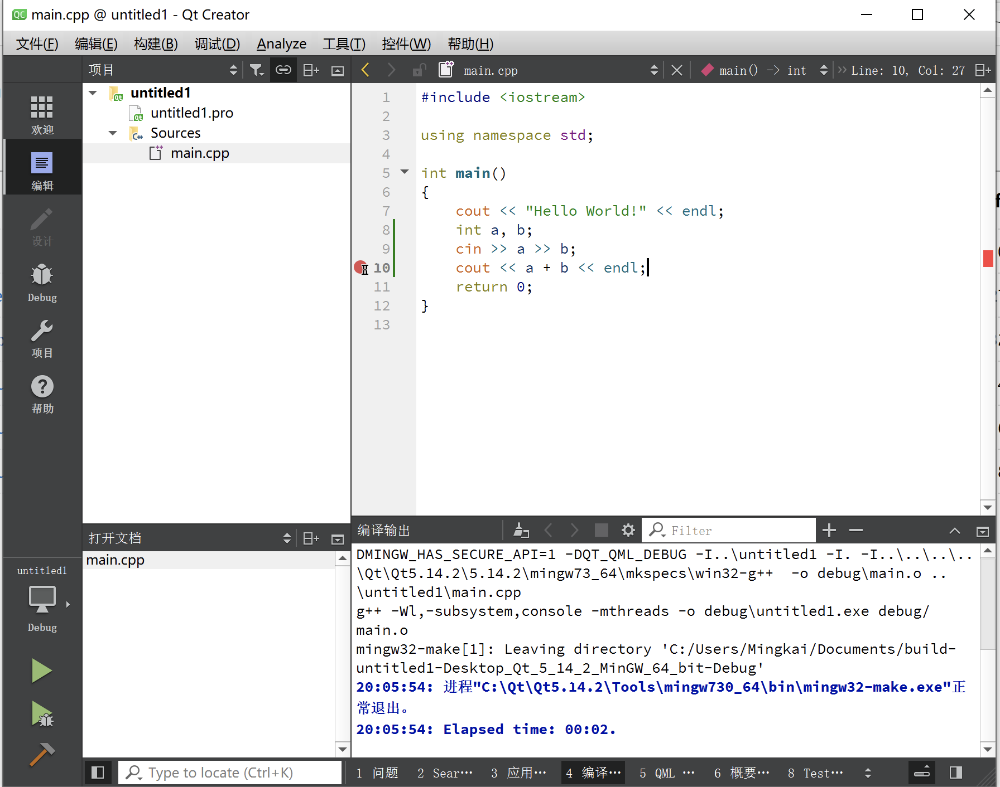 main.cpp @ untitled1 - Qt Creator
文件(F) 编辑(E) 构建(B) 调试(D) Analyze 工具(T) 控件(W) 帮助(H)
项目
main.cpp
main() -> int
Line: 10, Col: 27
欢迎
编辑
设计
Debug
项目
帮助
untitled1
Debug
untitled1
untitled1.pro
Sources
main.cpp
1 #include <iostream>
2
3 using namespace std;
4
5 int main()
6 {
7 cout << "Hello World!" << endl;
8 int a, b;
9 cin >> a >> b;
10 cout << a + b << endl;
11 return 0;
12 }
13
打开文档
main.cpp
编译输出
Filter
DMINGW_HAS_SECURE_API=1 -DQT_QML_DEBUG -I..\untitled1 -I. -I..\..\..\..
\Qt\Qt5.14.2\5.14.2\mingw73_64\mkspecs\win32-g++  -o debug\main.o ..
\untitled1\main.cpp
g++ -Wl,-subsystem,console -mthreads -o debug\untitled1.exe debug/
main.o
mingw32-make[1]: Leaving directory 'C:/Users/Mingkai/Documents/build-
untitled1-Desktop_Qt_5_14_2_MinGW_64_bit-Debug'
20:05:54: 进程"C:\Qt\Qt5.14.2\Tools\mingw730_64\bin\mingw32-make.exe"正
常退出。
20:05:54: Elapsed time: 00:02.
Type to locate (Ctrl+K)
1 问题 2 Sear… 3 应用… 4 编译… 5 QML … 6 概要… 8 Test…